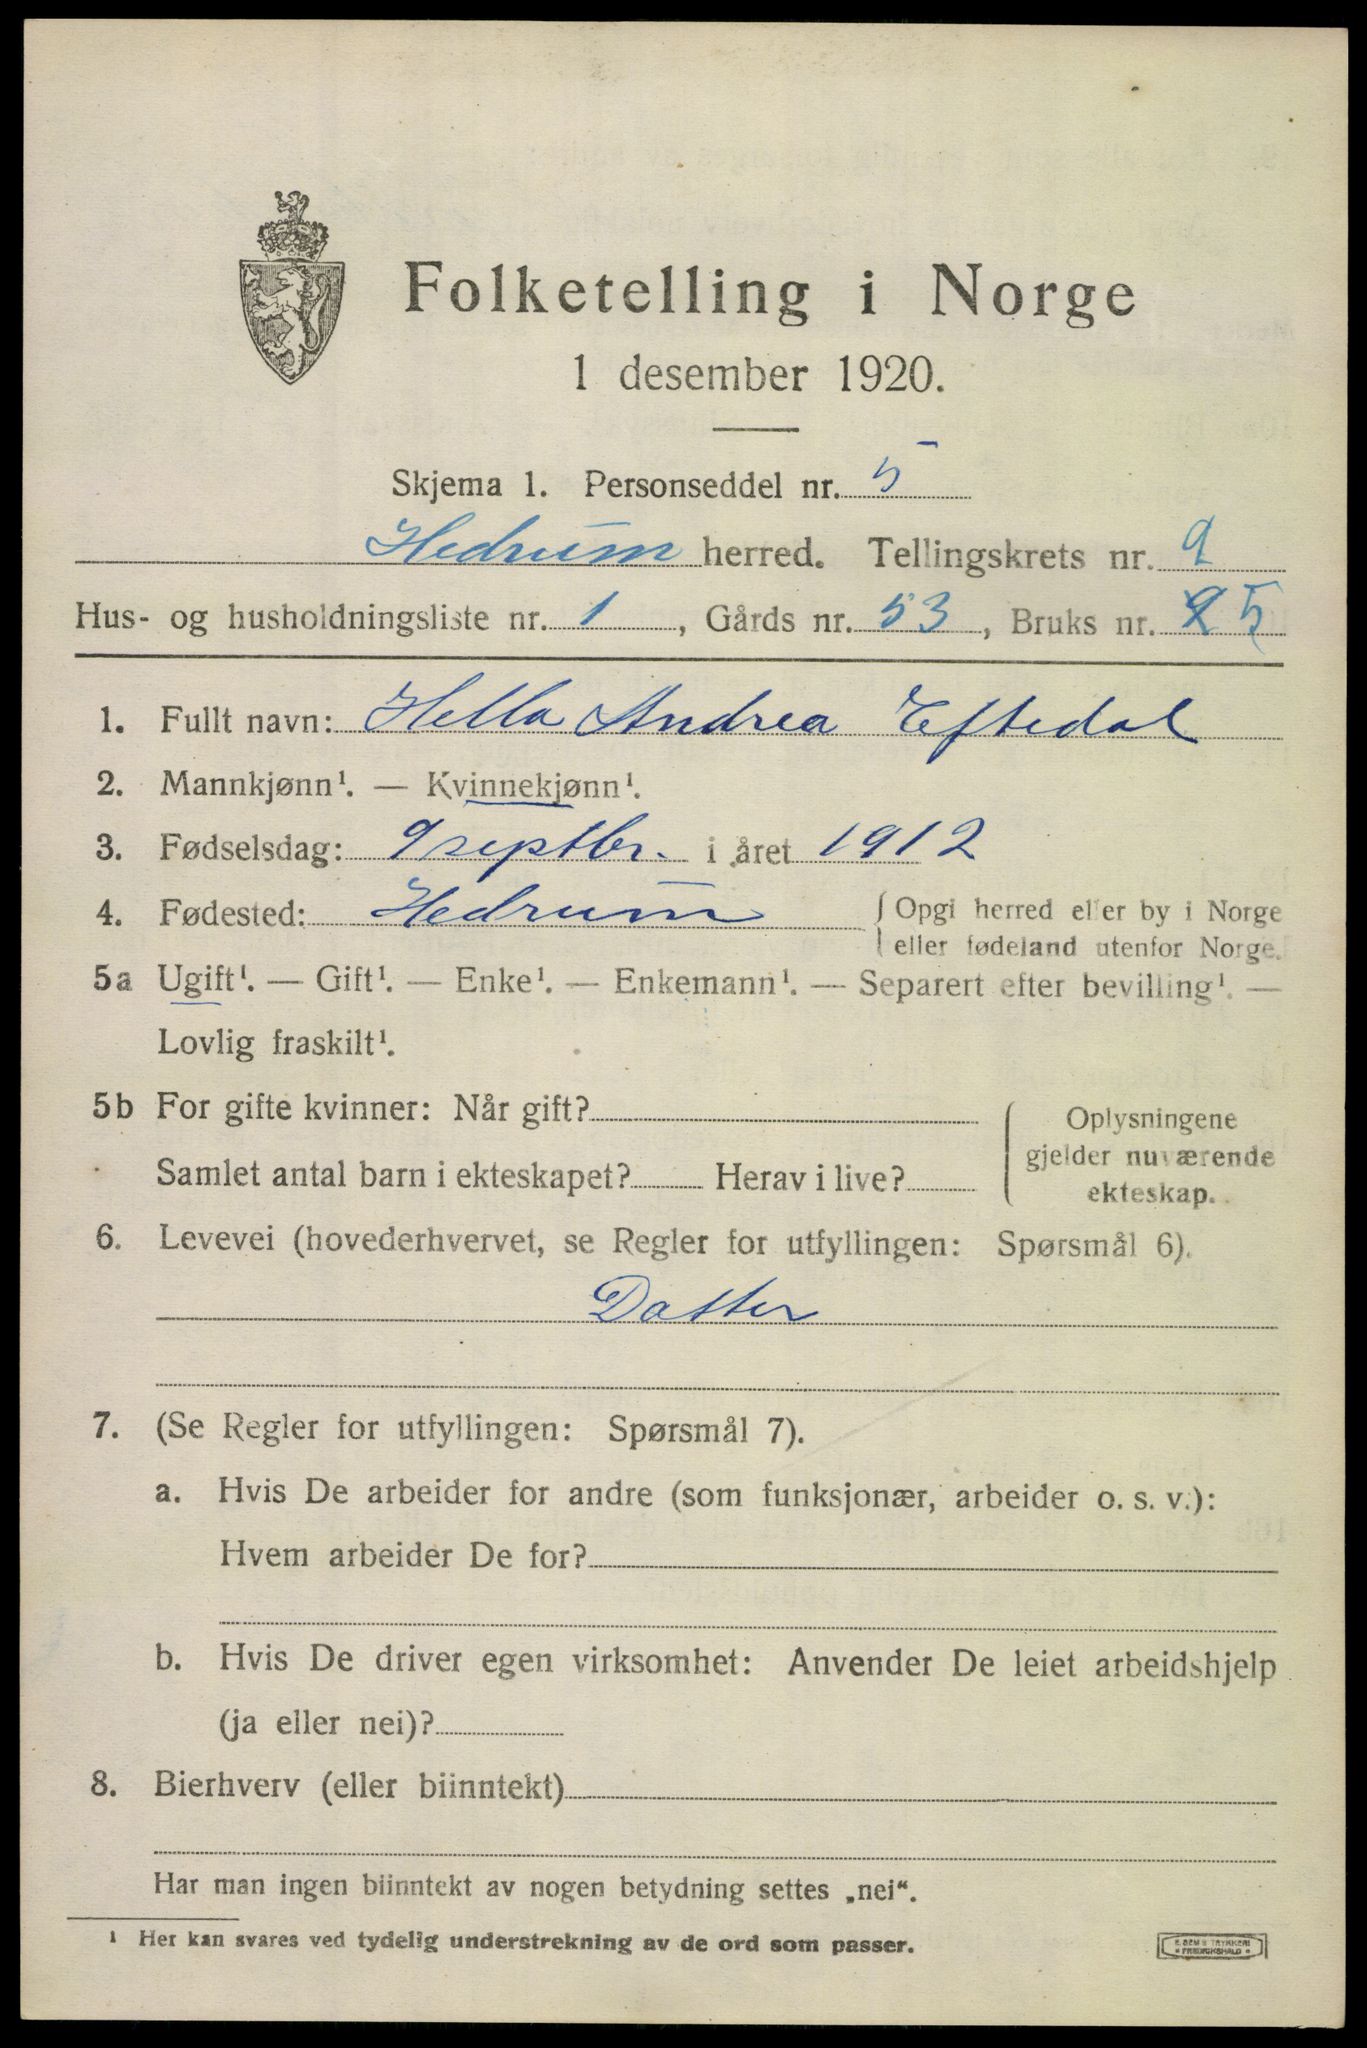 Folketelling i Norge
1 desember 1920.
Skjema 1. Personseddel nr. 5
Hedrum herred. Tellingskrets nr. 9
Hus- og husholdningsliste nr. 1, Gårds nr. 53, Bruks nr. 25
1. Fullt navn: Hella Andrea Eftedal
2. Mannkjønn¹. — Kvinnekjønn¹.
3. Fødselsdag: 9 septbr. i året 1912
4. Fødested: Hedrum { Opgi herred eller by i Norge
eller fødeland utenfor Norge.
5a Ugift¹. — Gift¹. — Enke¹. — Enkemann¹. — Separert efter bevilling¹. —
Lovlig fraskilt¹.
5b For gifte kvinner: Når gift? Oplysningene
gjelder nuværende
Samlet antal barn i ekteskapet? Herav i live? ekteskap.
6. Levevei (hovederhvervet, se Regler for utfyllingen: Spørsmål 6).
Datter
7. (Se Regler for utfyllingen: Spørsmål 7).
a. Hvis De arbeider for andre (som funksjonær, arbeider o. s. v.):
Hvem arbeider De for?
b. Hvis De driver egen virksomhet: Anvender De leiet arbeidshjelp
(ja eller nei)?
8. Bierhverv (eller biinntekt)
Har man ingen biinntekt av nogen betydning settes „nei“.
¹ Her kan svares ved tydelig understrekning av de ord som passer.
E. SEM'S TRYKKERI
FREDRIKSHALD